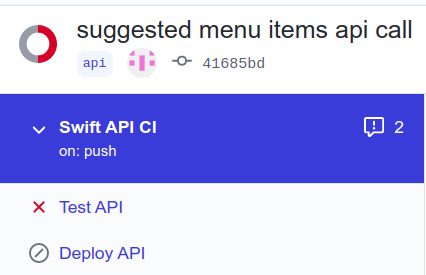 suggested menu items api call
api 41685bd
Swift API CI 2
on: push
Test API
Deploy API